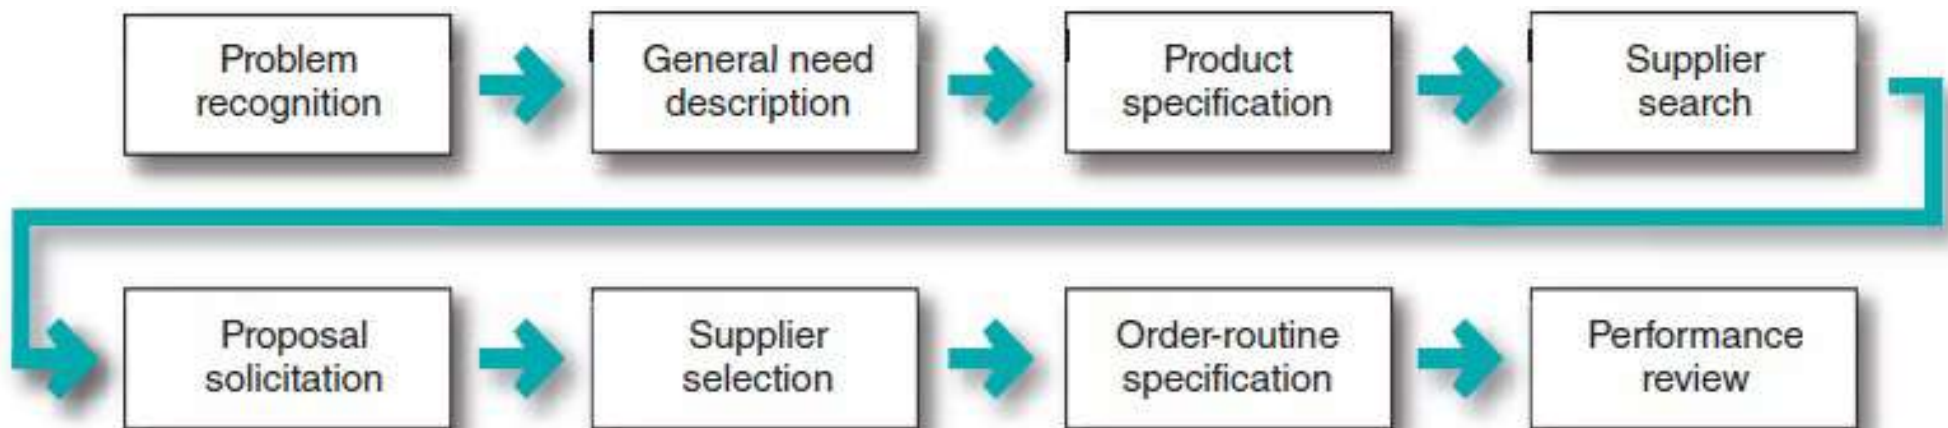 Problem
recognition
General need
description
Product
specification
Supplier
search
Proposal
solicitation
Supplier
selection
Order-routine
specification
Performance
review